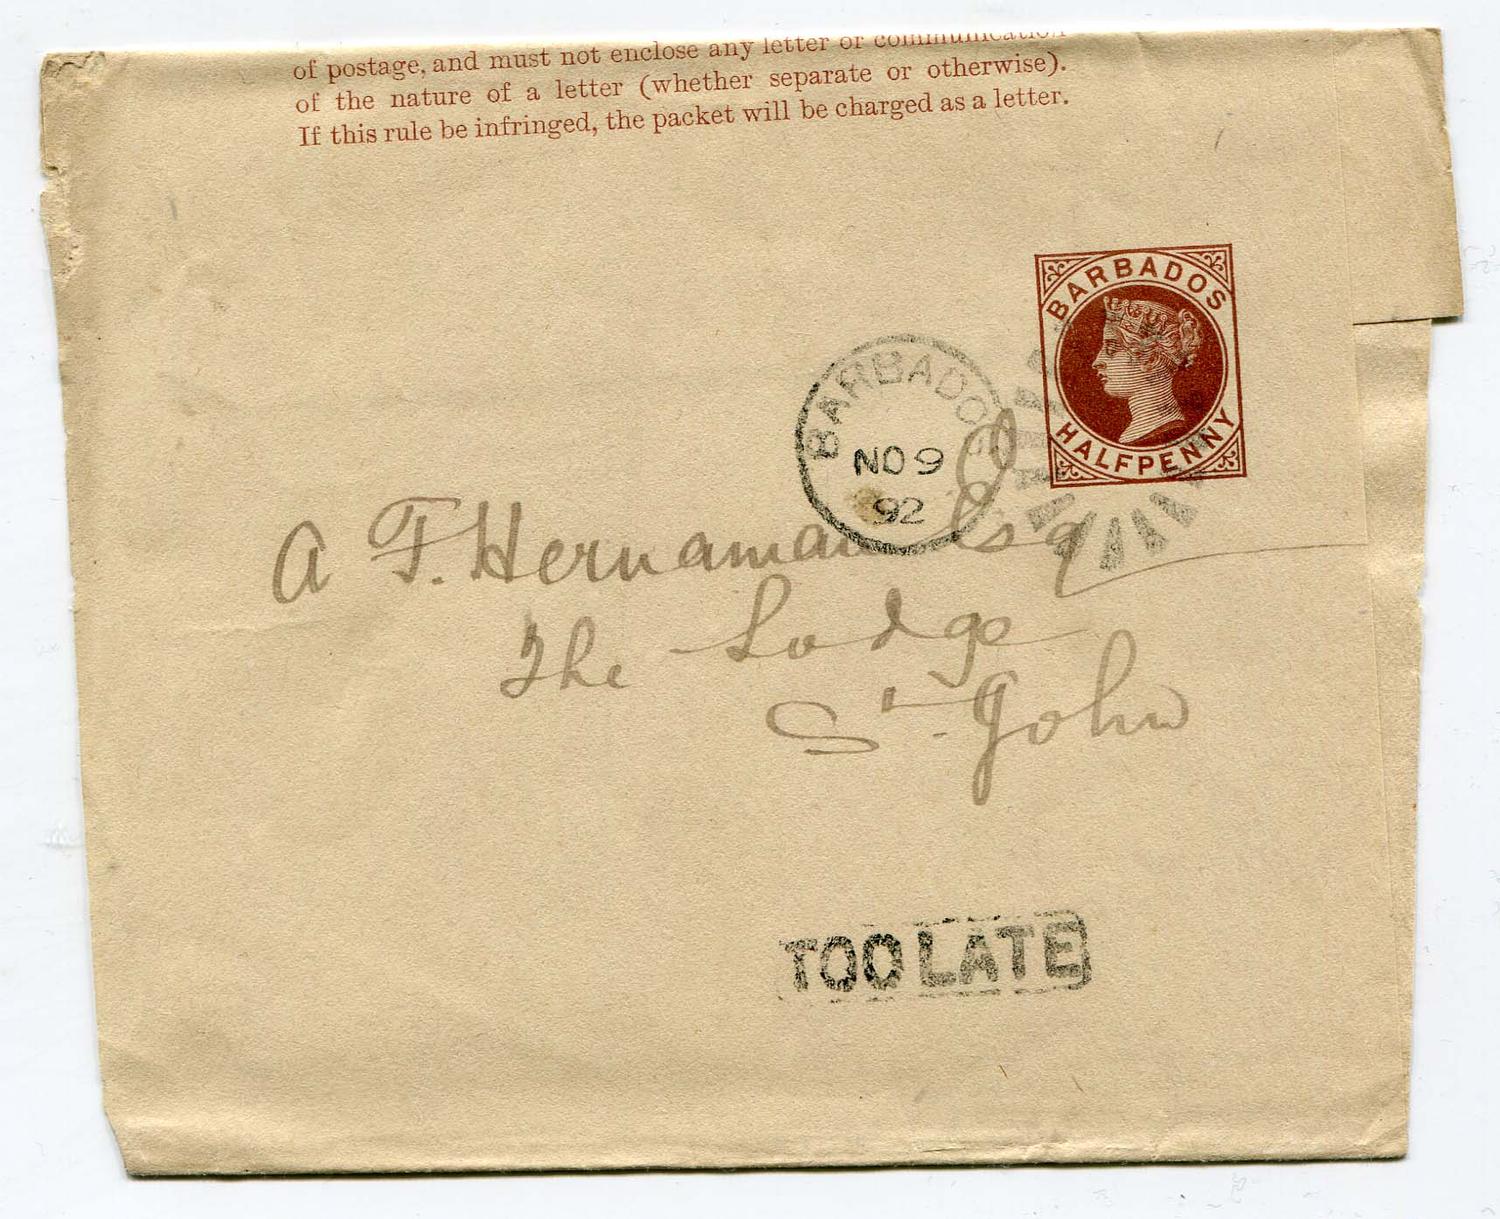 of postage, and must not enclose any letter or communication
of the nature of a letter (whether separate or otherwise).
If this rule be infringed, the packet will be charged as a letter.
BARBADOS
HALFPENNY
BARBADOS
NO 9
92
A F. Hernaman Esq
The Lodge
St. John
TOO LATE